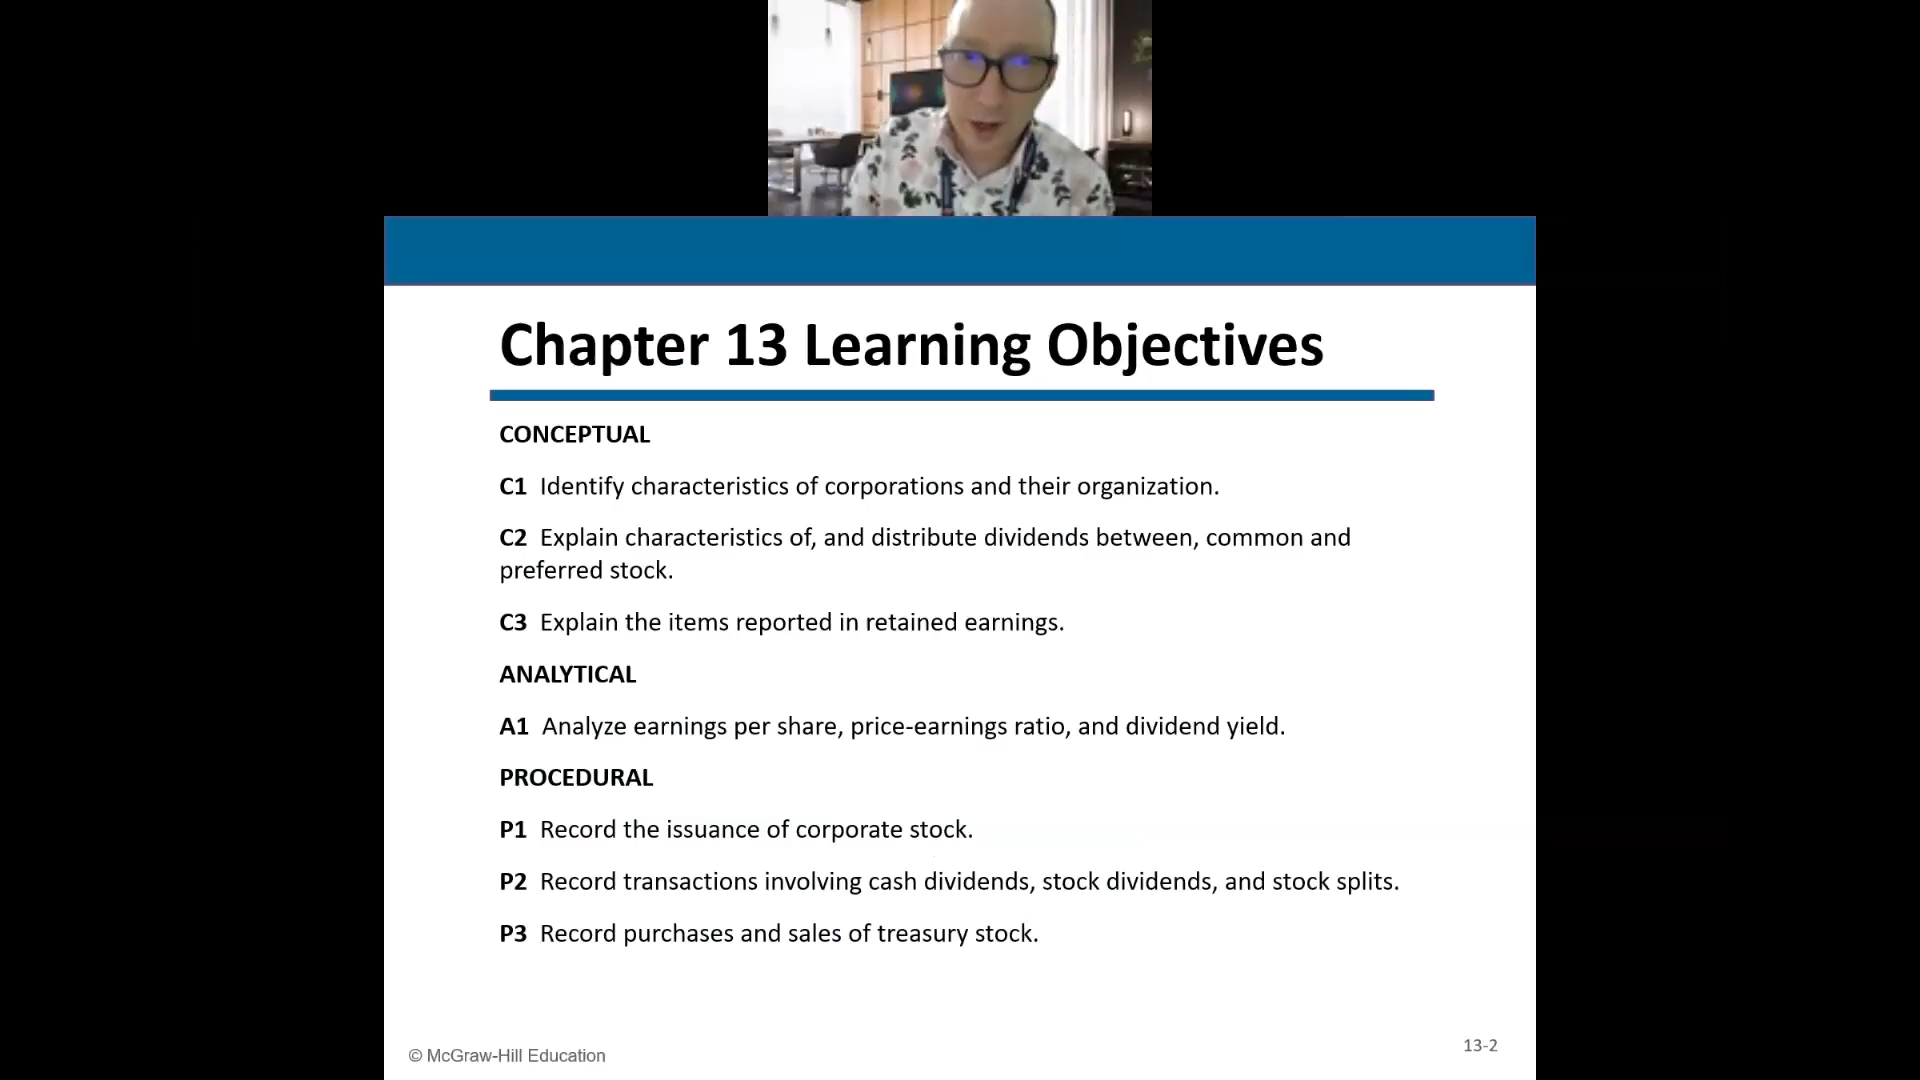 Chapter 13 Learning Objectives
CONCEPTUAL
C1 Identify characteristics of corporations and their organization.
C2 Explain characteristics of, and distribute dividends between, common and
preferred stock.
C3 Explain the items reported in retained earnings.
ANALYTICAL
A1 Analyze earnings per share, price-earnings ratio, and dividend yield.
PROCEDURAL
P1 Record the issuance of corporate stock.
P2 Record transactions involving cash dividends, stock dividends, and stock splits.
P3 Record purchases and sales of treasury stock.
© McGraw-Hill Education
13-2